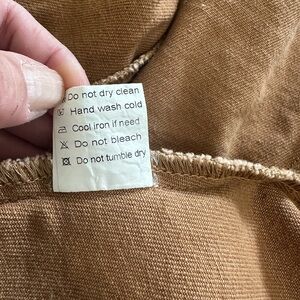 Do not dry clean
Hand wash cold
Cool iron if need
Do not bleach
Do not tumble dry